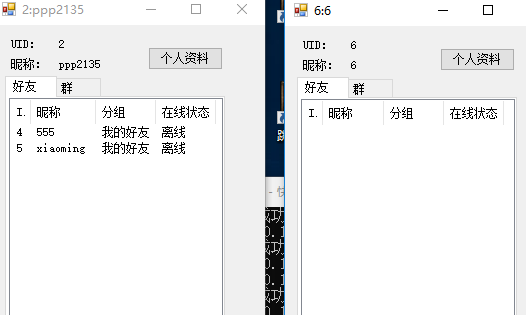 2:ppp2135
UID： 2
昵称： ppp2135
个人资料
好友 群
I. 昵称 分组 在线状态
4 555 我的好友 离线
5 xiaoming 我的好友 离线
6:6
UID： 6
昵称： 6
个人资料
好友 群
I. 昵称 分组 在线状态